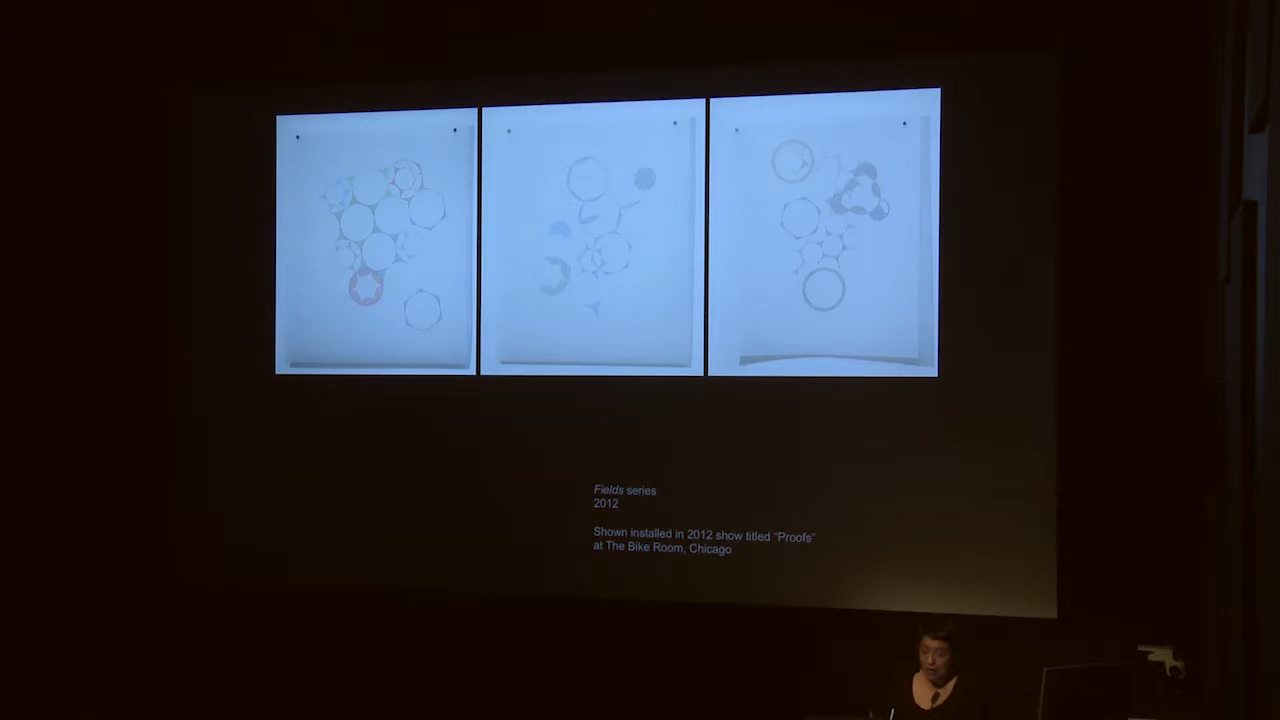 Fields series
2012
Shown installed in 2012 show titled “Proofs”
at The Bike Room, Chicago